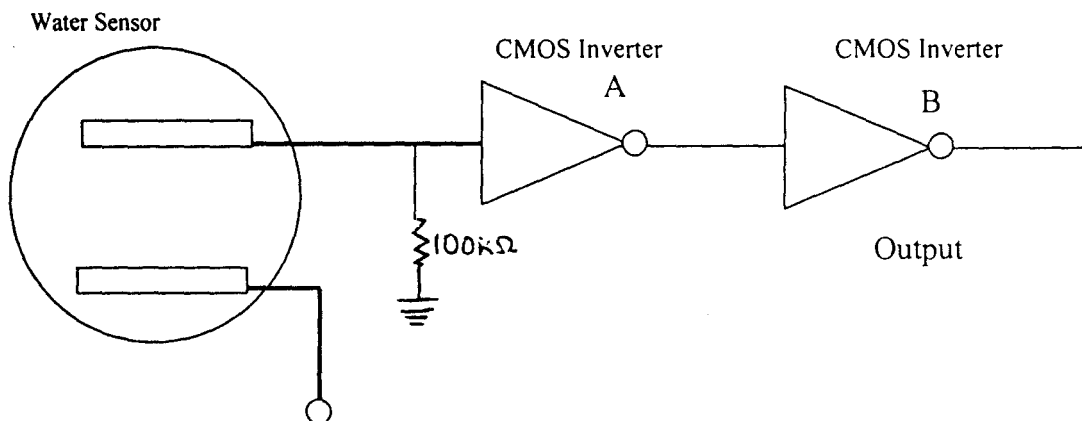 Water Sensor
CMOS Inverter
A
CMOS Inverter
B
100kΩ
Output